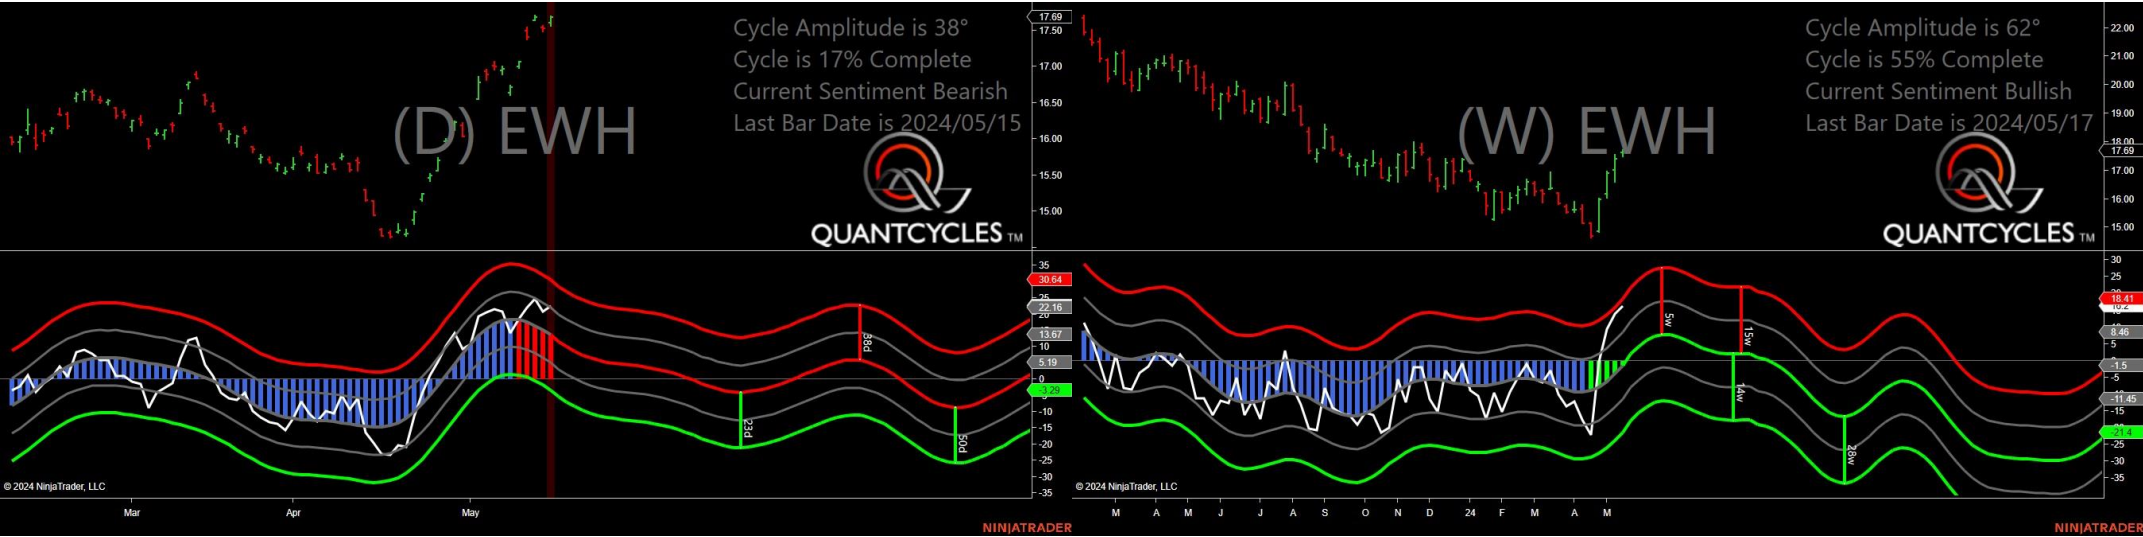 Cycle Amplitude is 38°
Cycle is 17% Complete
Current Sentiment Bearish
Last Bar Date is 2024/05/15
(D) EWH
QUANTCYCLES TM
17.69
17.50
17.00
16.50
16.00
15.50
15.00
35
30.64
25
22.16
20
13.67
10
5.19
0
-3.29
-10
-15
-20
-25
-30
-35
38d
23d
50d
© 2024 NinjaTrader, LLC
Mar
Apr
May
NINJATRADER
Cycle Amplitude is 62°
Cycle is 55% Complete
Current Sentiment Bullish
Last Bar Date is 2024/05/17
(W) EWH
QUANTCYCLES TM
22.00
21.00
20.00
19.00
18.00
17.69
17.00
16.00
15.00
30
25
18.41
8.46
5
-1.5
-5
-11.45
-15
-21.4
-25
-30
-35
5w
15w
14w
28w
© 2024 NinjaTrader, LLC
M
A
M
J
J
A
S
O
N
D
24
F
M
A
M
NINJATRADER